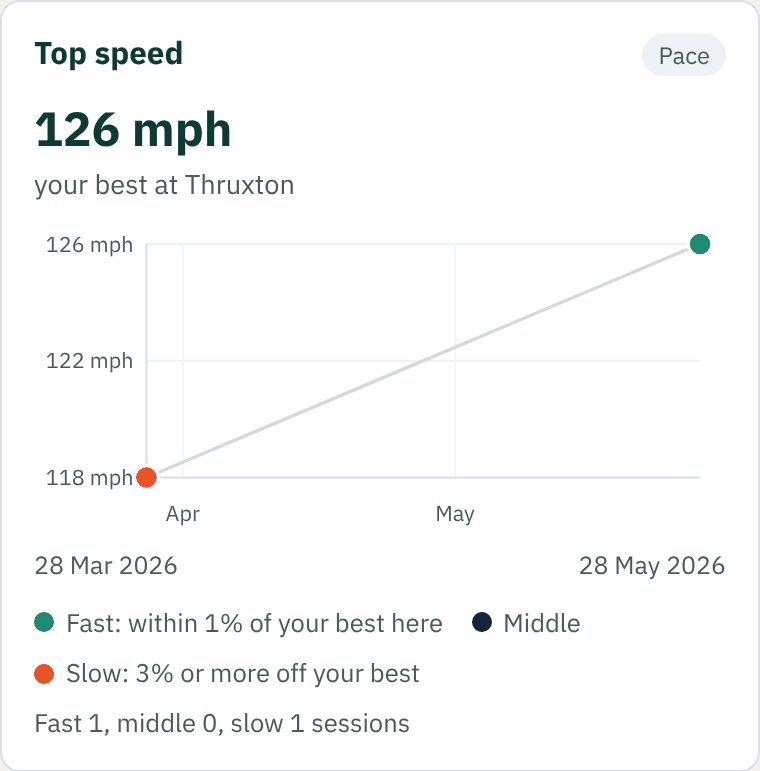 Top speed
Pace
126 mph
your best at Thruxton
126 mph
122 mph
118 mph
Apr May
28 Mar 2026 28 May 2026
Fast: within 1% of your best here Middle
Slow: 3% or more off your best
Fast 1, middle 0, slow 1 sessions